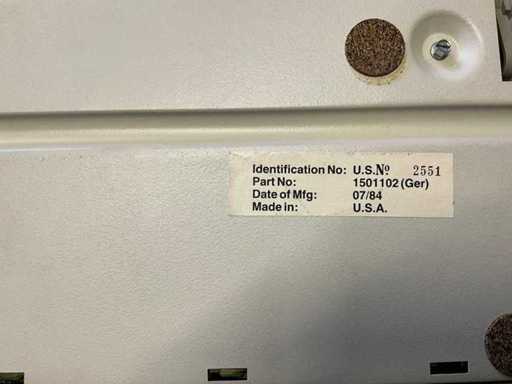 Identification No: U.S.No 2551
Part No: 1501102 (Ger)
Date of Mfg: 07/84
Made in: U.S.A.